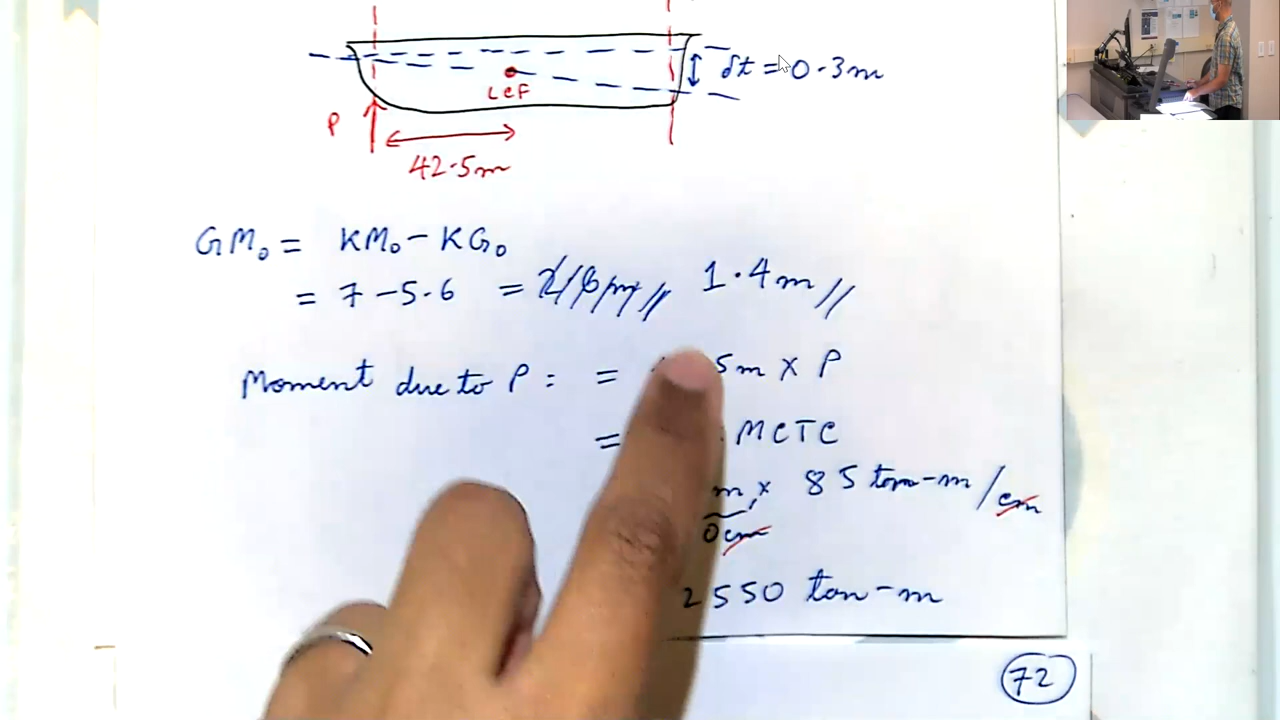 δt = 0.3m
LCF
P
42.5m
GM₀ = KM₀ - KG₀
= 7 - 5.6 = 1.4m //
Moment due to P : = 5m × P
= MCTC
m × 85 ton-m / cm
0cm
2550 ton-m
72